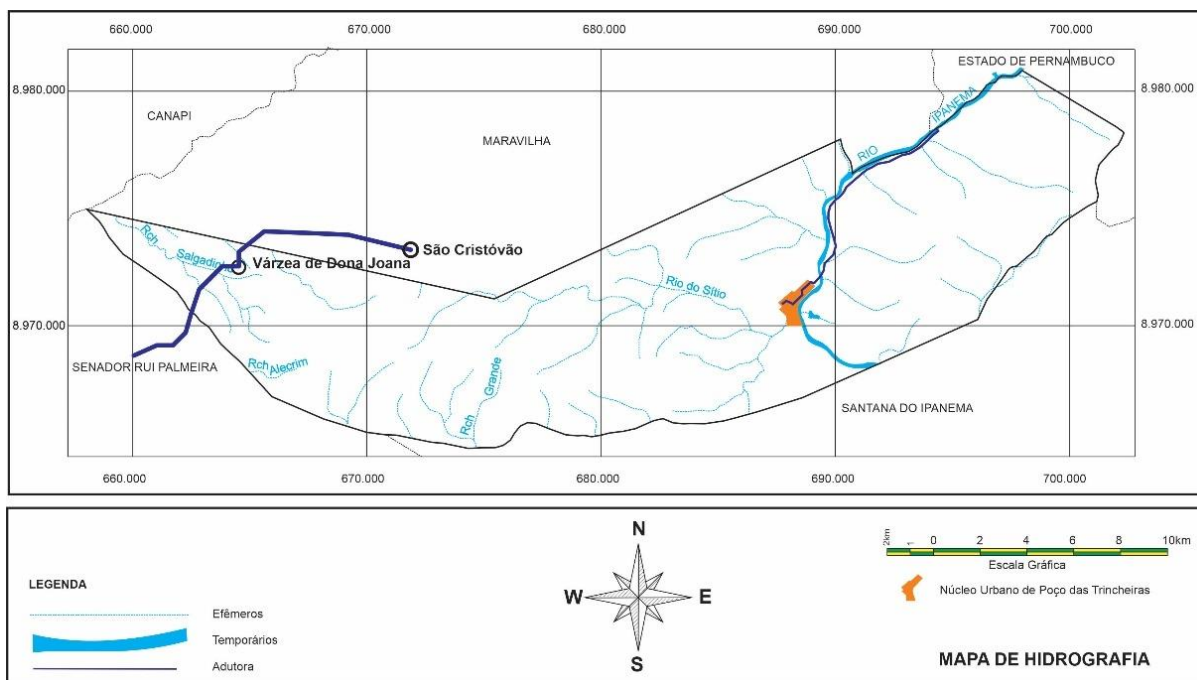 660.000 670.000 680.000 690.000 700.000
ESTADO DE PERNAMBUCO
8.980.000 8.980.000
CANAPI
MARAVILHA
RIO IPANEMA
Rch Salgadinho
São Cristóvão
Várzea de Dona Joana
Rio do Sítio
8.970.000 8.970.000
SENADOR RUI PALMEIRA
Rch Alecrim
Rch Grande
SANTANA DO IPANEMA
660.000 670.000 680.000 690.000 700.000
LEGENDA
Efêmeros
Temporários
Adutora
N
W E
S
2km 1 0 2 4 6 8 10km
Escala Gráfica
Núcleo Urbano de Poço das Trincheiras
MAPA DE HIDROGRAFIA